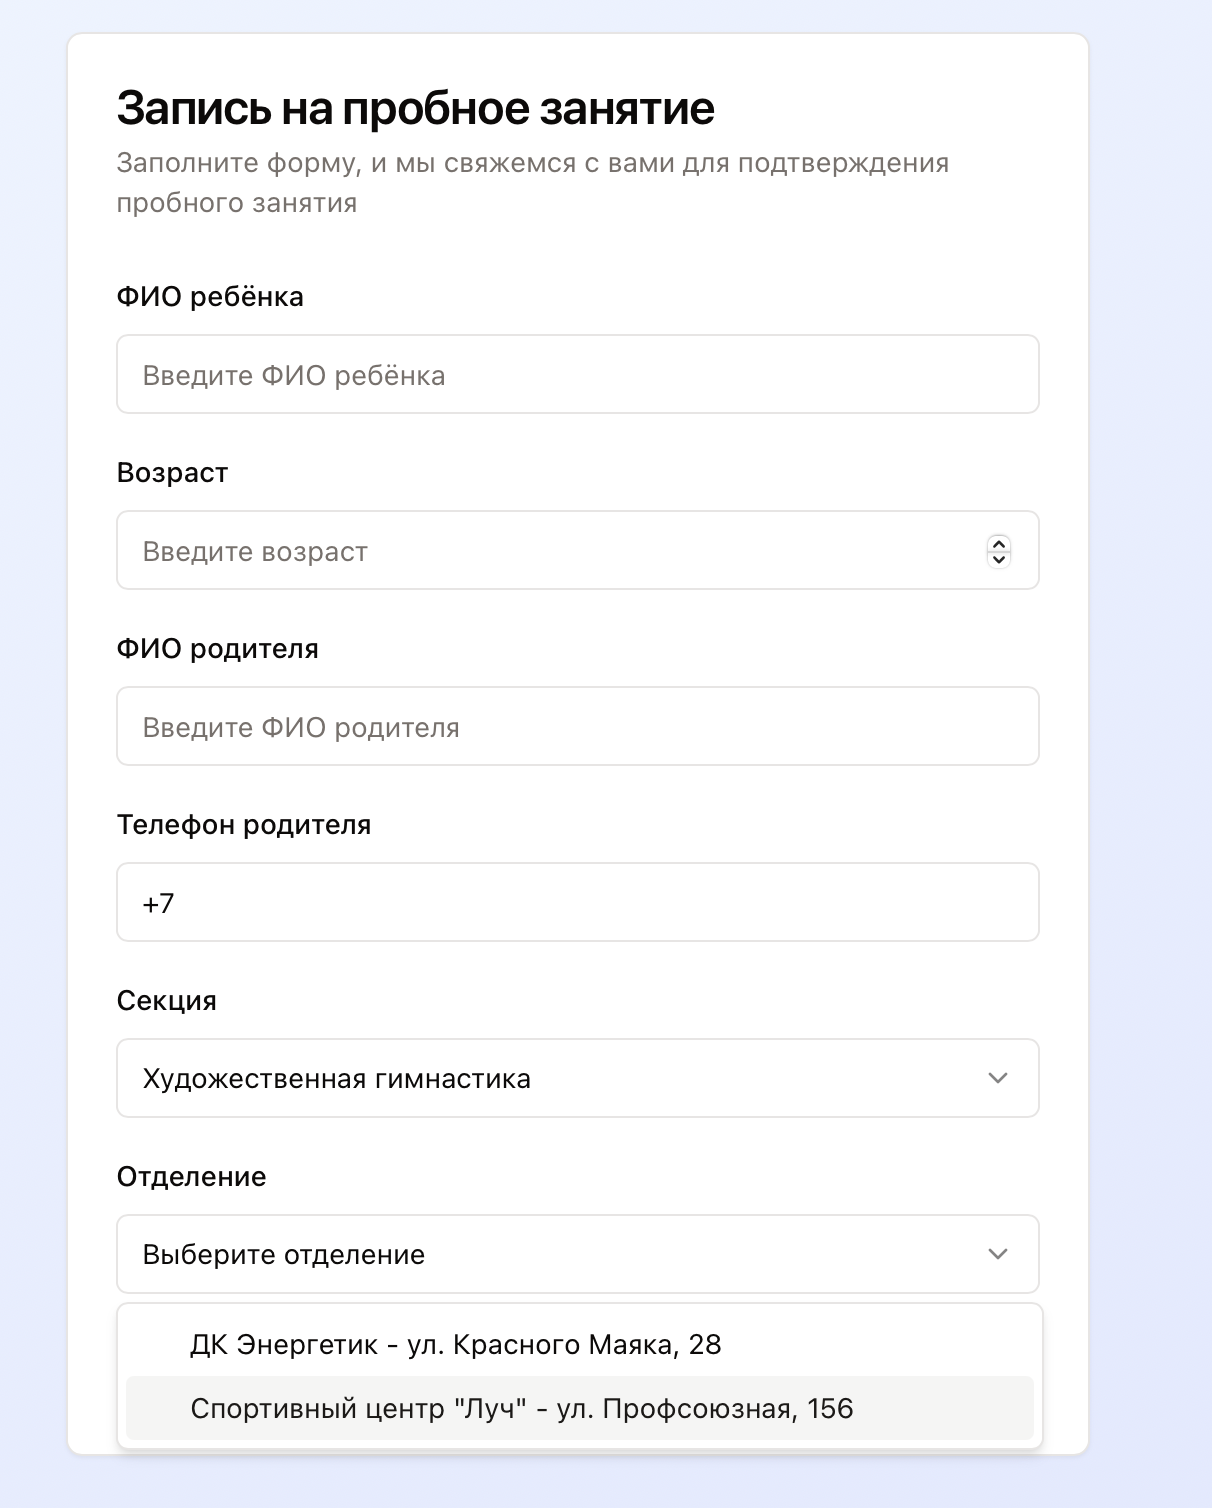 Запись на пробное занятие
Заполните форму, и мы свяжемся с вами для подтверждения
пробного занятия
ФИО ребёнка
Введите ФИО ребёнка
Возраст
Введите возраст
ФИО родителя
Введите ФИО родителя
Телефон родителя
+7
Секция
Художественная гимнастика
Отделение
Выберите отделение
ДК Энергетик - ул. Красного Маяка, 28
Спортивный центр "Луч" - ул. Профсоюзная, 156